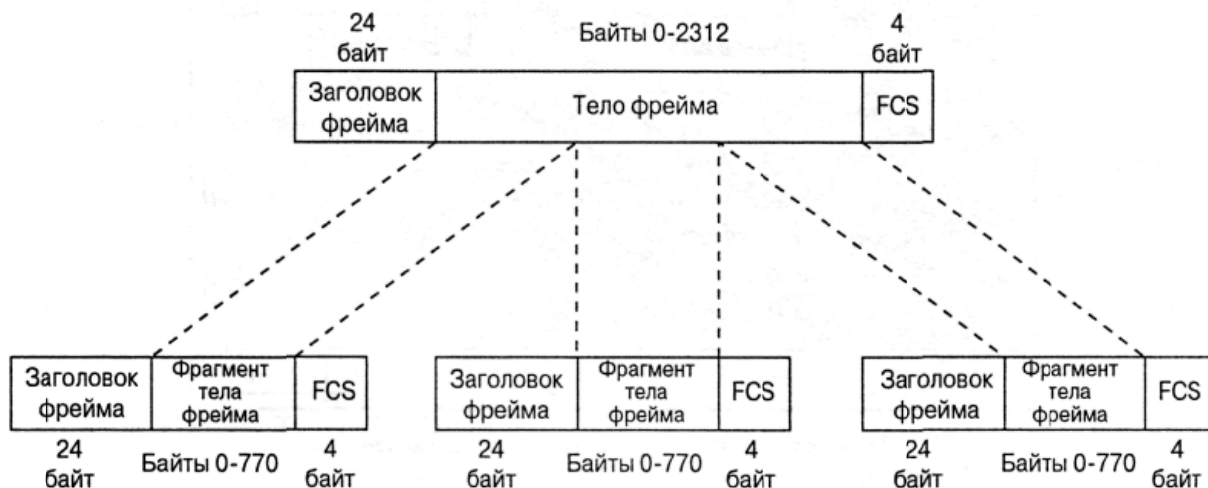 24
байт
Байты 0-2312
4
байт
Заголовок
фрейма
Тело фрейма
FCS
Заголовок
фрейма
Фрагмент
тела
фрейма
FCS
Заголовок
фрейма
Фрагмент
тела
фрейма
FCS
Заголовок
фрейма
Фрагмент
тела
фрейма
FCS
24
байт
Байты 0-770
4
байт
24
байт
Байты 0-770
4
байт
24
байт
Байты 0-770
4
байт